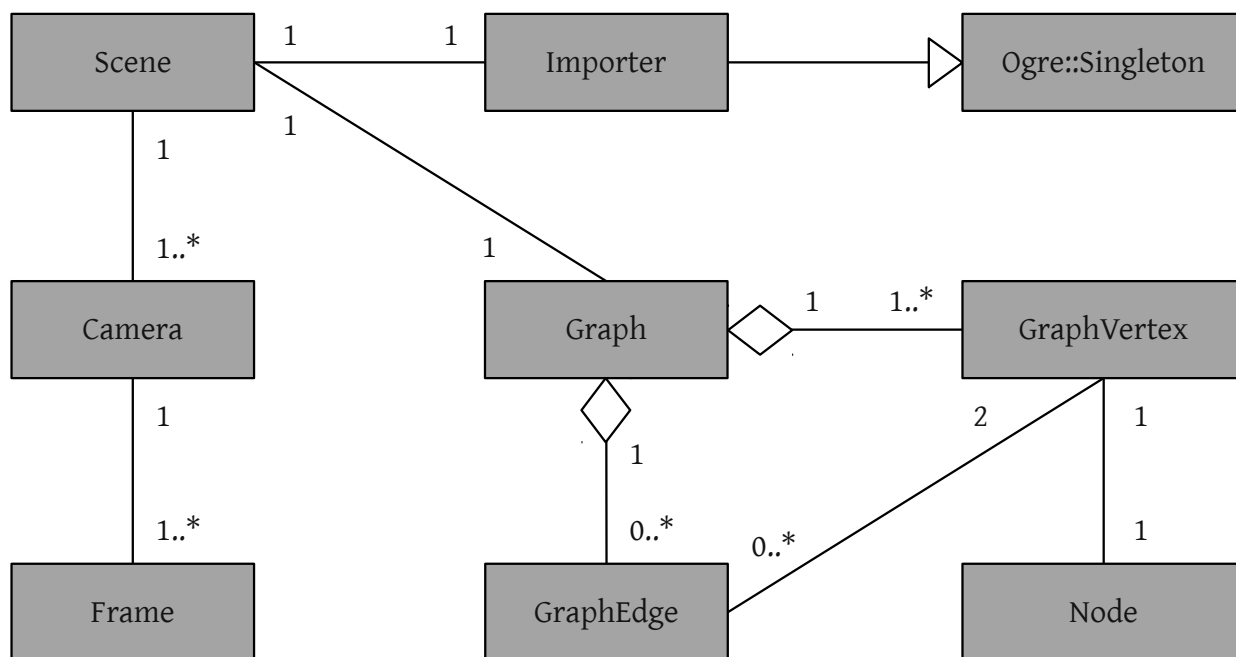 Scene
1
1
Importer
Ogre::Singleton
1
1
1..*
1
Camera
Graph
1
1..*
GraphVertex
1
1
2
1
1..*
0..*
0..*
1
Frame
GraphEdge
Node